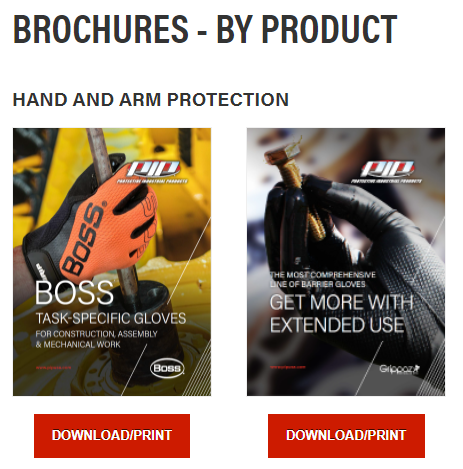 BROCHURES - BY PRODUCT
HAND AND ARM PROTECTION
PIP
PROTECTIVE INDUSTRIAL PRODUCTS
BOSS
BOSS
TASK-SPECIFIC GLOVES
FOR CONSTRUCTION, ASSEMBLY
& MECHANICAL WORK
BOSS
DOWNLOAD/PRINT
PIP
PROTECTIVE INDUSTRIAL PRODUCTS
THE MOST COMPREHENSIVE
LINE OF BARRIER GLOVES
GET MORE WITH
EXTENDED USE
Grippaz
DOWNLOAD/PRINT